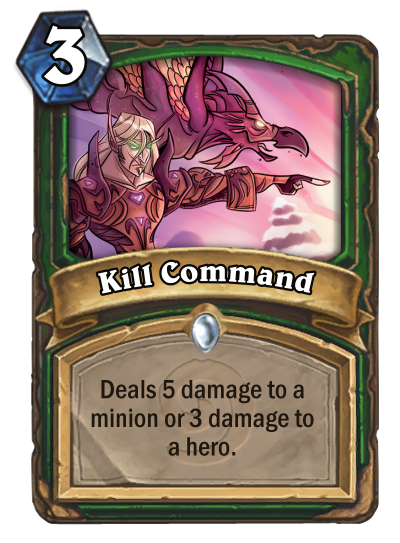 3
Kill Command
Deals 5 damage to a
minion or 3 damage to
a hero.